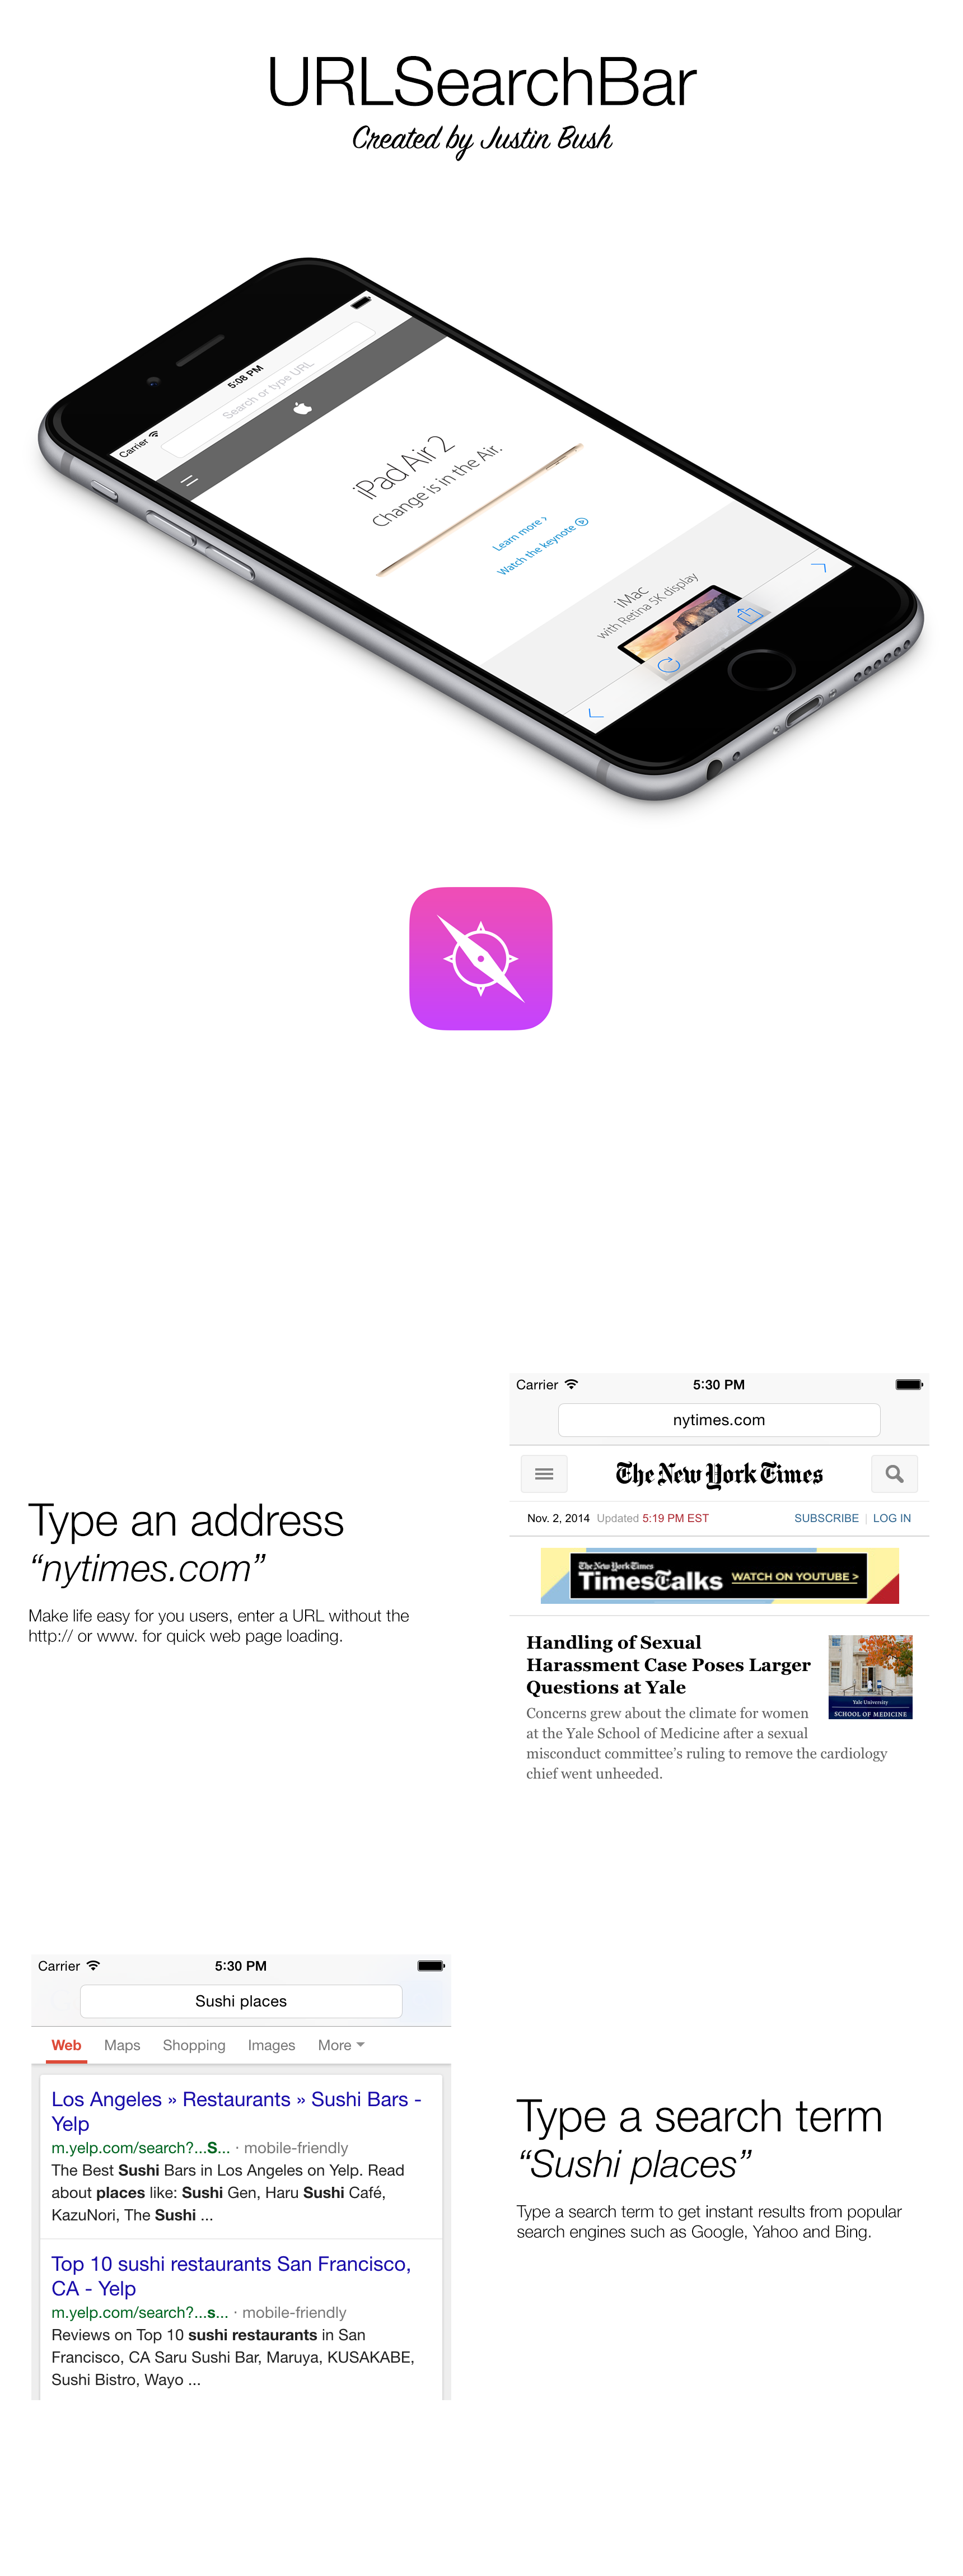 URLSearchBar
Created by Justin Bush
Carrier
5:08 PM
Search or type URL
iPad Air 2
Change is in the Air.
Learn more ›
Watch the keynote
iMac
with Retina 5K display
Carrier
5:30 PM
nytimes.com
The New York Times
Nov. 2, 2014 Updated 5:19 PM EST
SUBSCRIBE | LOG IN
The New York Times
TimesTalks
WATCH ON YOUTUBE >
Type an address
“nytimes.com”
Make life easy for you users, enter a URL without the
http:// or www. for quick web page loading.
Handling of Sexual
Harassment Case Poses Larger
Questions at Yale
Yale University
SCHOOL OF MEDICINE
Concerns grew about the climate for women
at the Yale School of Medicine after a sexual
misconduct committee’s ruling to remove the cardiology
chief went unheeded.
Carrier
5:30 PM
Sushi places
Web Maps Shopping Images More
Los Angeles » Restaurants » Sushi Bars -
Yelp
m.yelp.com/search?...S... · mobile-friendly
The Best Sushi Bars in Los Angeles on Yelp. Read
about places like: Sushi Gen, Haru Sushi Café,
KazuNori, The Sushi ...
Top 10 sushi restaurants San Francisco,
CA - Yelp
m.yelp.com/search?...s... · mobile-friendly
Reviews on Top 10 sushi restaurants in San
Francisco, CA Saru Sushi Bar, Maruya, KUSAKABE,
Sushi Bistro, Wayo ...
Type a search term
“Sushi places”
Type a search term to get instant results from popular
search engines such as Google, Yahoo and Bing.